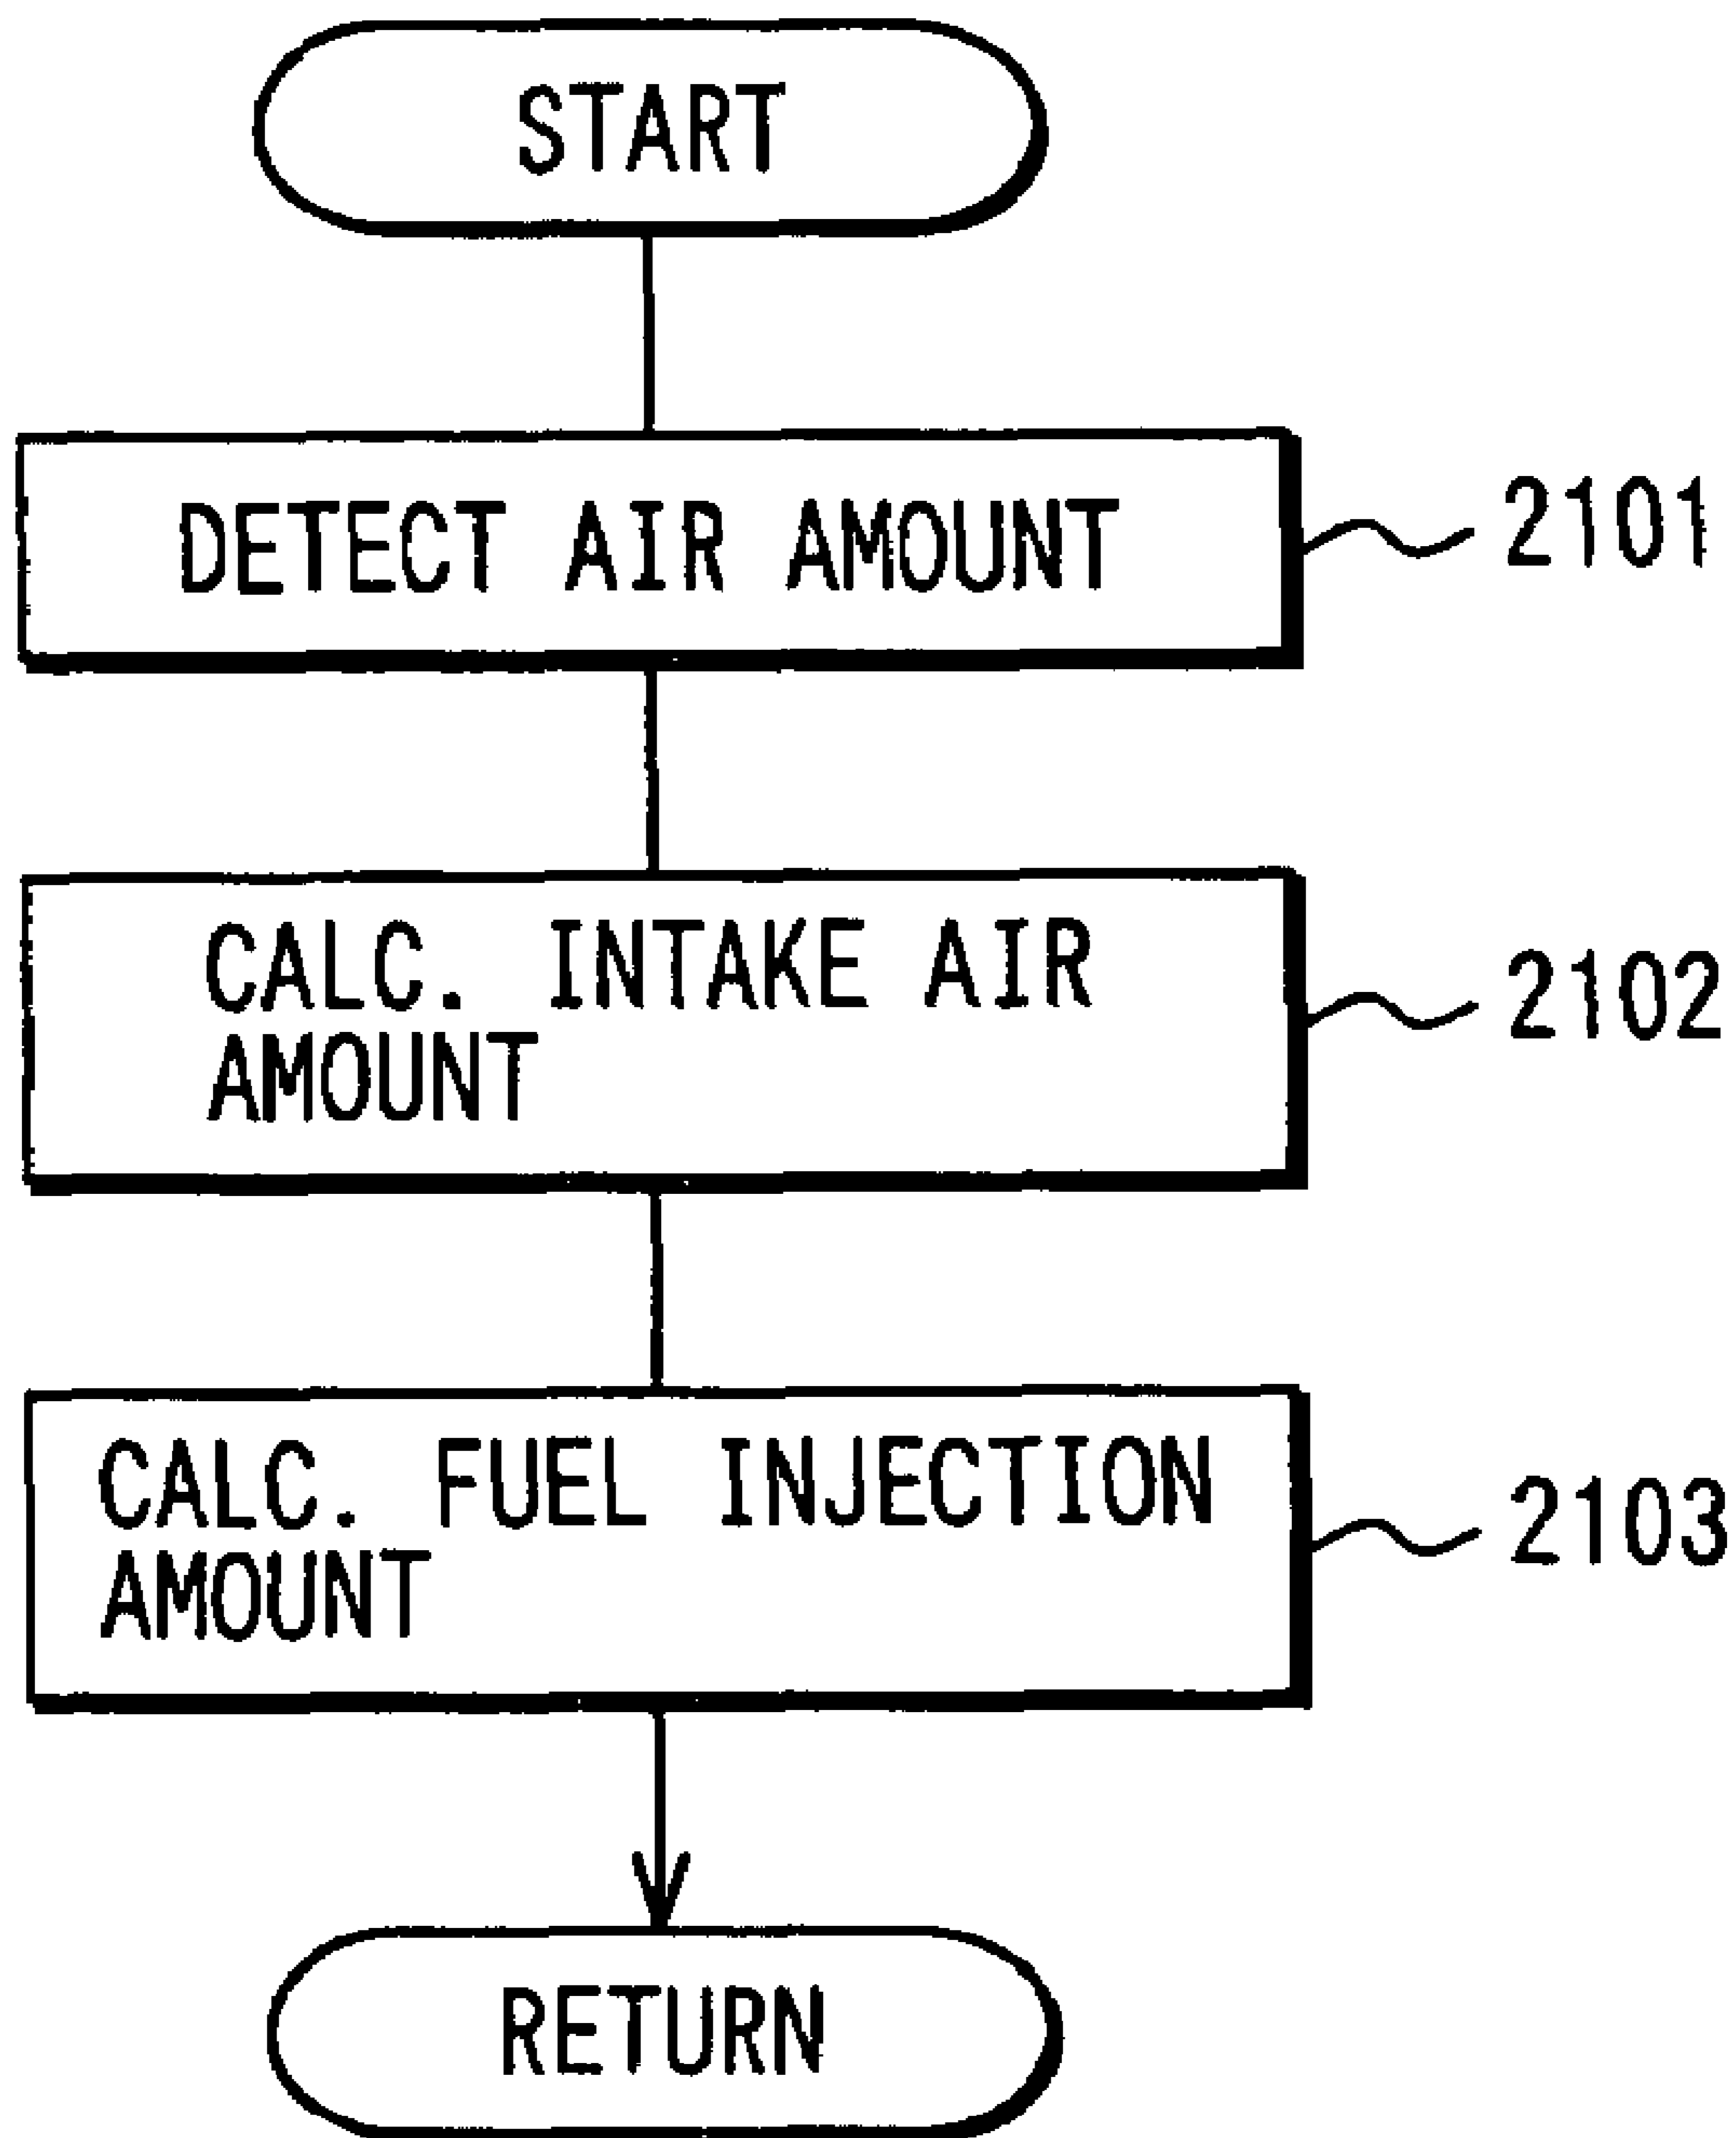 START
DETECT AIR AMOUNT
2101
CALC. INTAKE AIR
AMOUNT
2102
CALC. FUEL INJECTION
AMOUNT
2103
RETURN